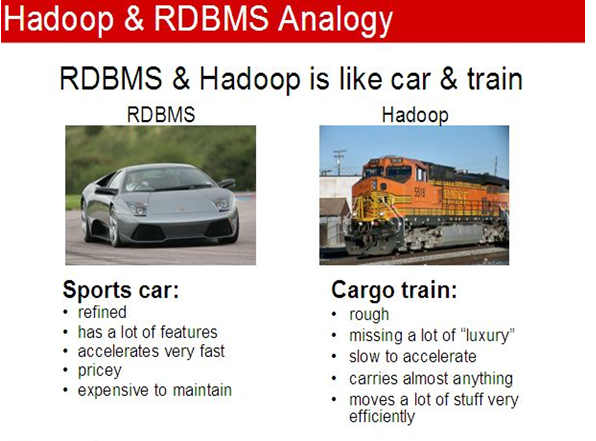 Hadoop & RDBMS Analogy
RDBMS & Hadoop is like car & train
RDBMS
Hadoop
Sports car:
• refined
• has a lot of features
• accelerates very fast
• pricey
• expensive to maintain
5518
Cargo train:
• rough
• missing a lot of “luxury”
• slow to accelerate
• carries almost anything
• moves a lot of stuff very
efficiently